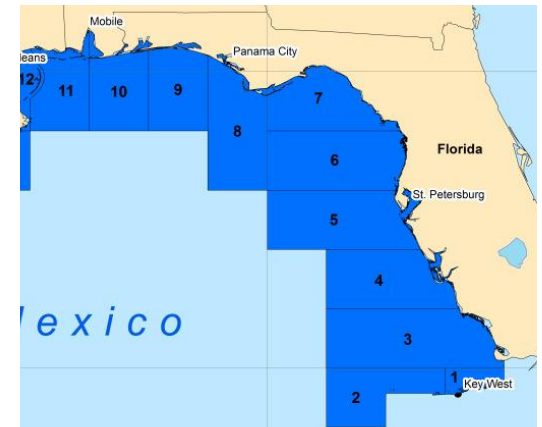 Mobile
Panama City
leans
12
11
10
9
8
7
6
Florida
St. Petersburg
5
4
exico
3
1
Key West
2